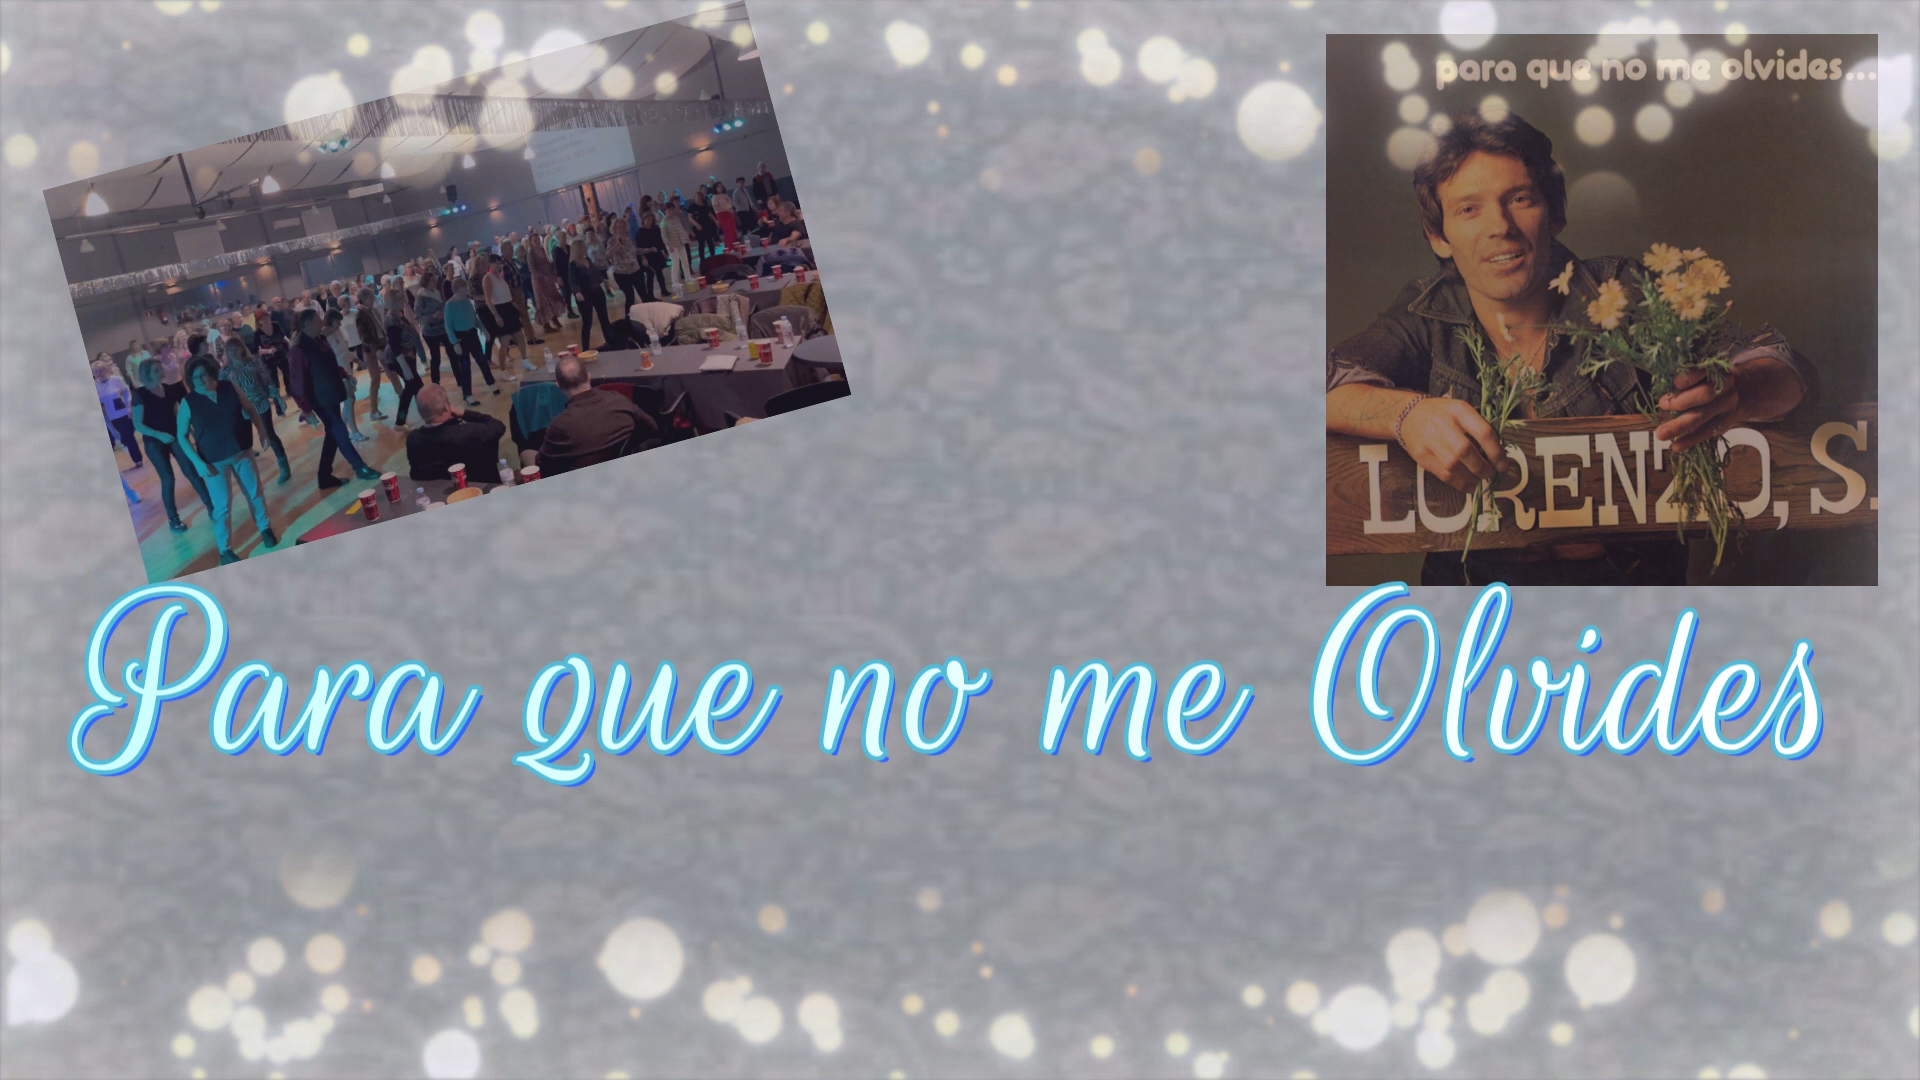 para que no me olvides...
LORENZO, S.
Para que no me Olvides